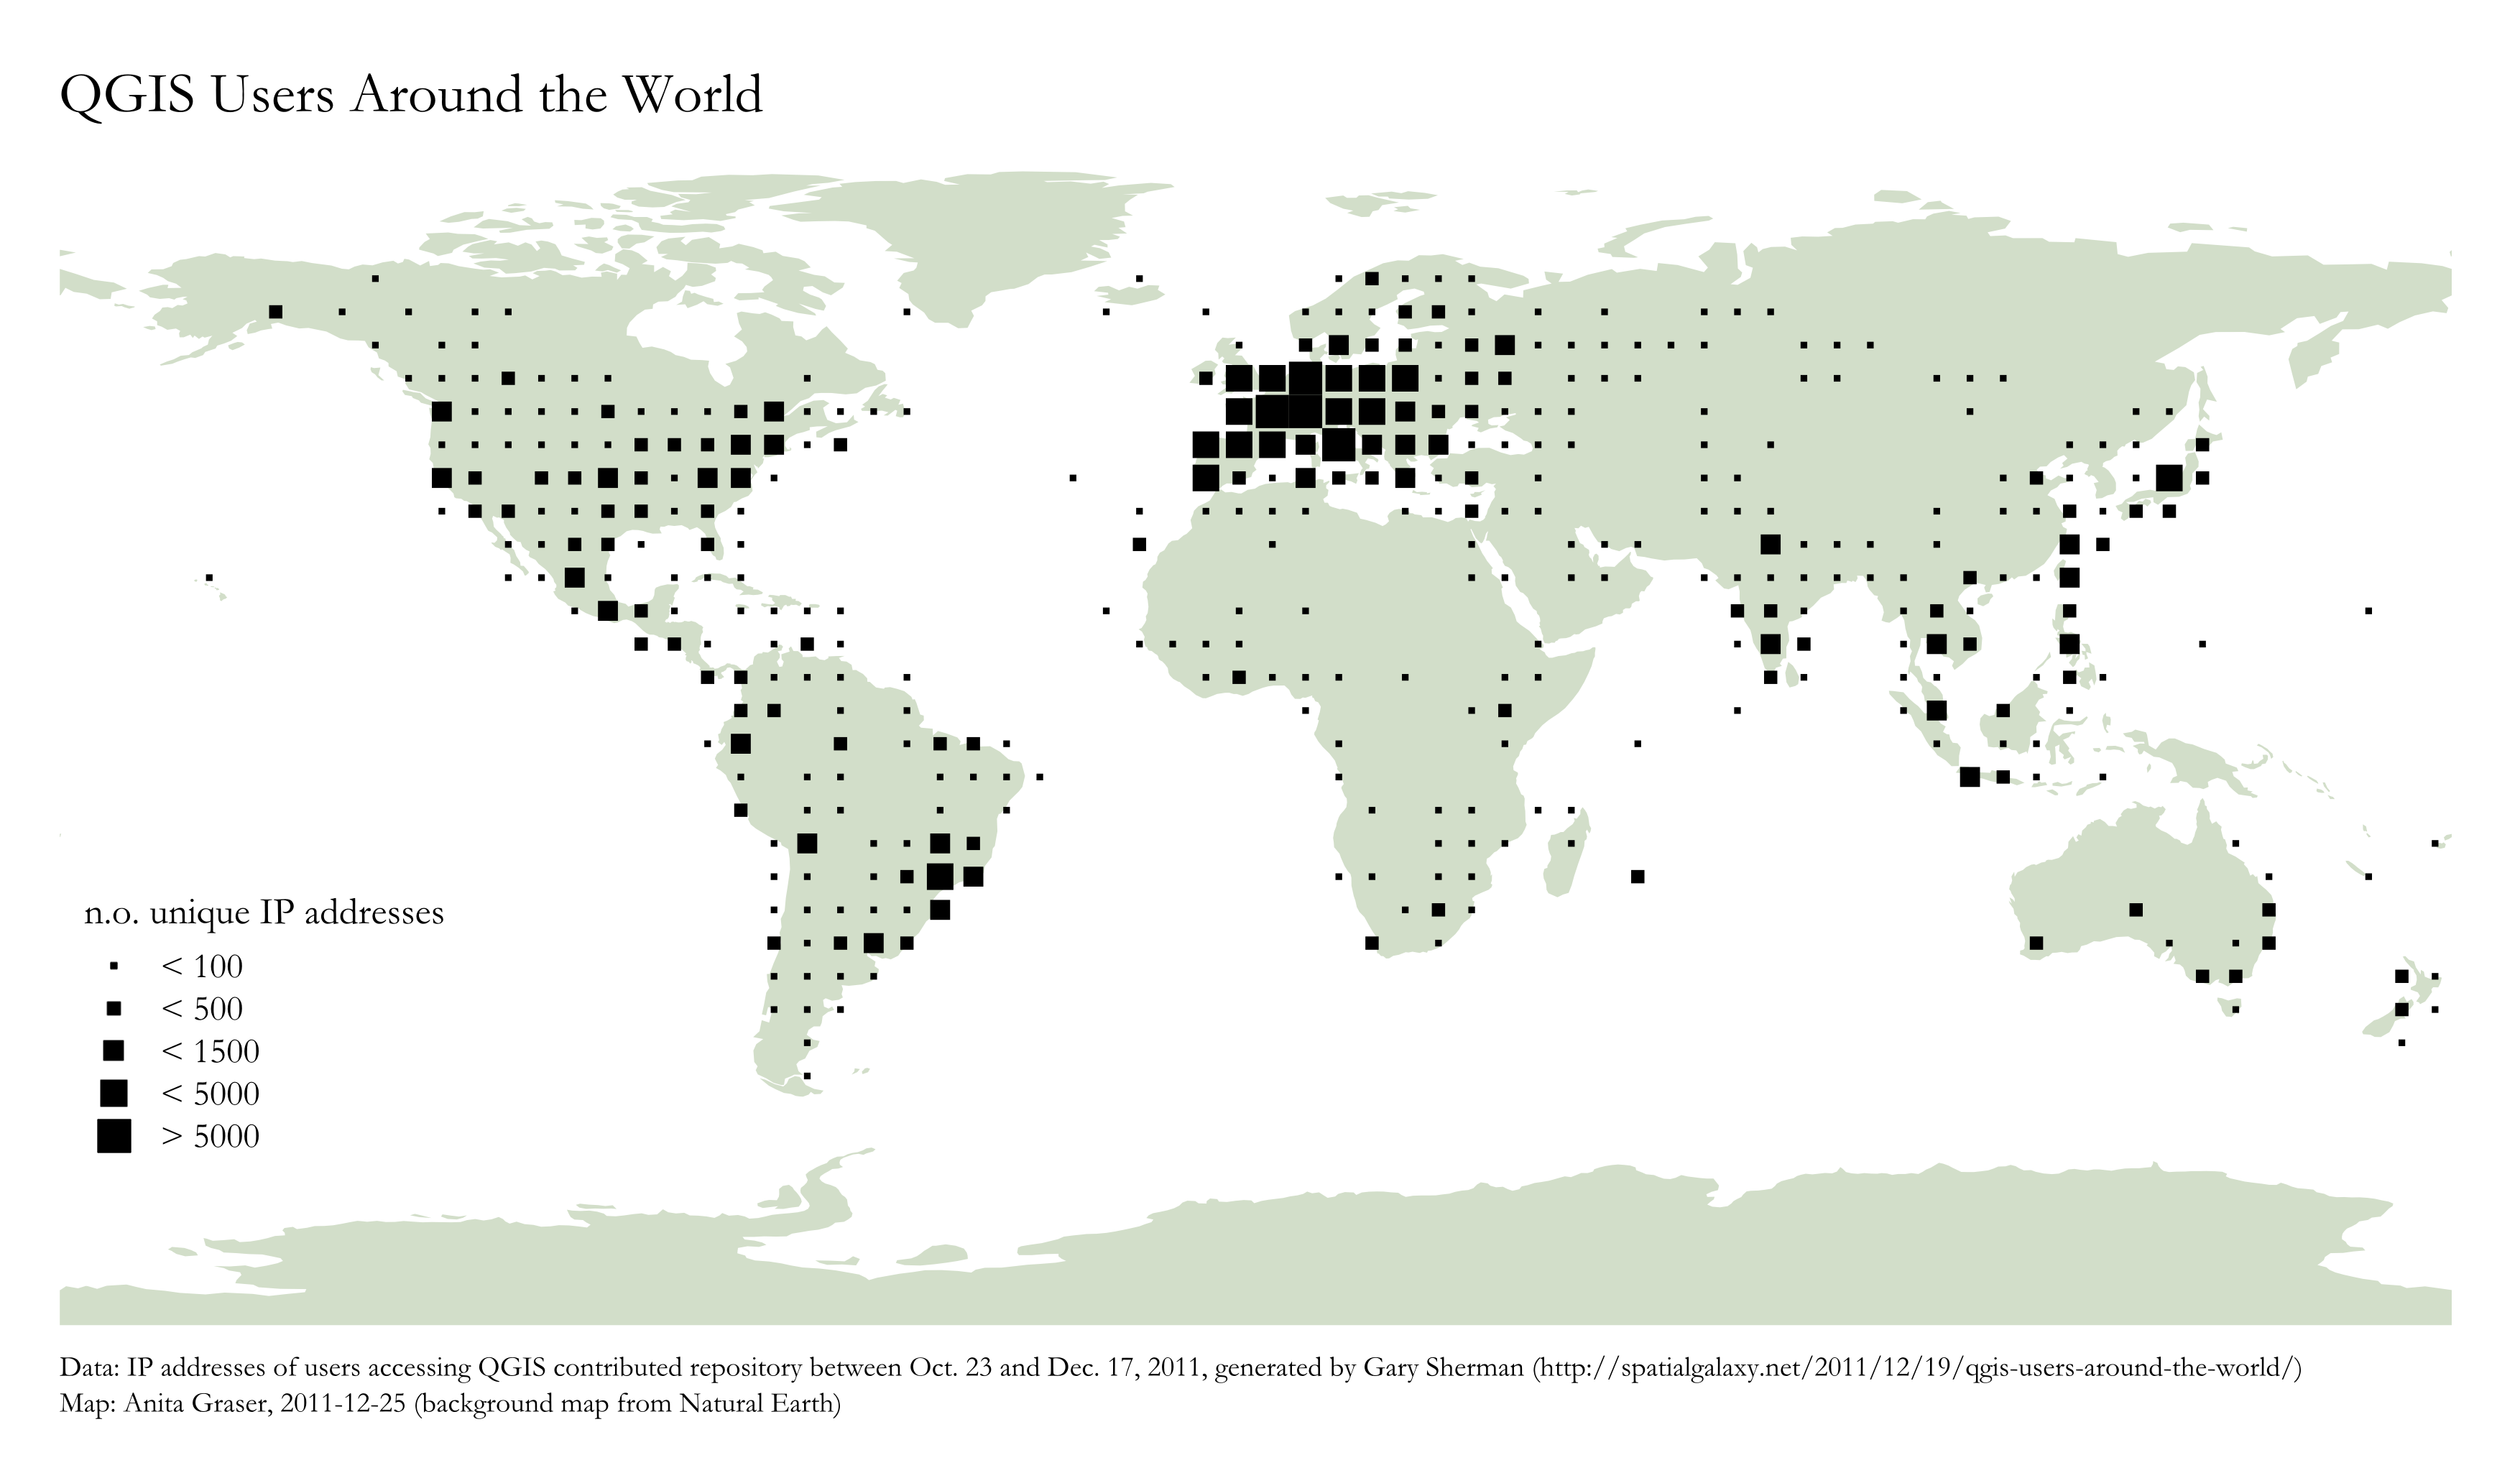 QGIS Users Around the World
n.o. unique IP addresses
< 100
< 500
< 1500
< 5000
> 5000
Data: IP addresses of users accessing QGIS contributed repository between Oct. 23 and Dec. 17, 2011, generated by Gary Sherman (http://spatialgalaxy.net/2011/12/19/qgis-users-around-the-world/)
Map: Anita Graser, 2011-12-25 (background map from Natural Earth)